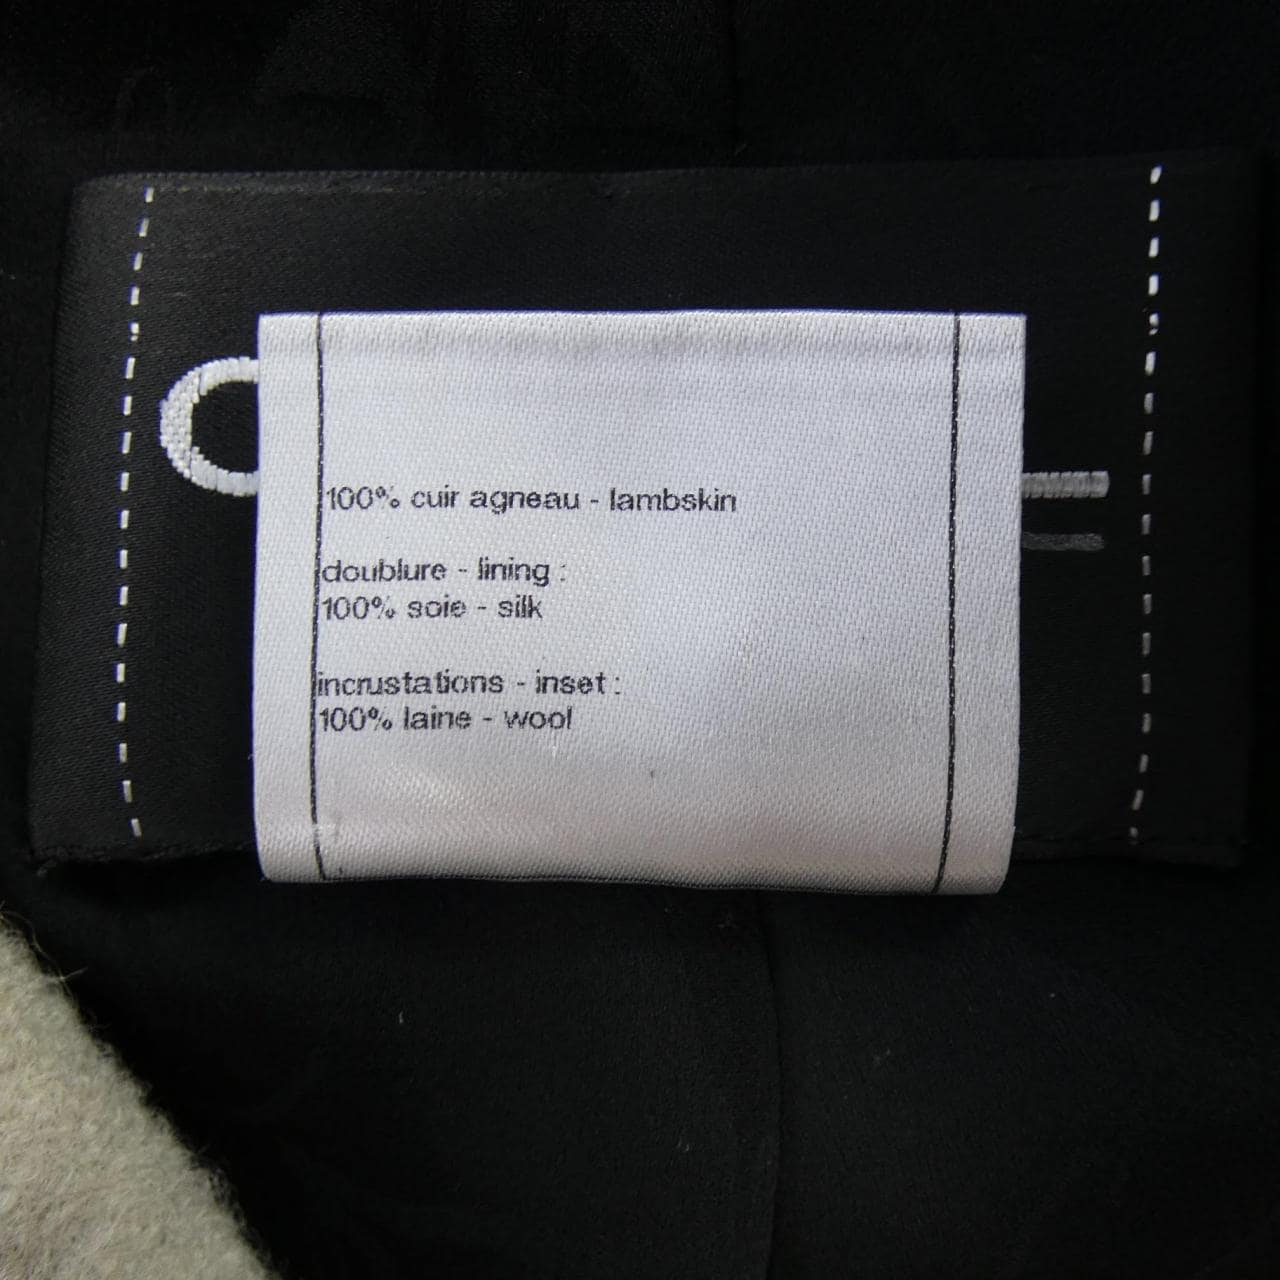 100% cuir agneau - lambskin
doublure - lining :
100% soie - silk
incrustations - inset :
100% laine - wool